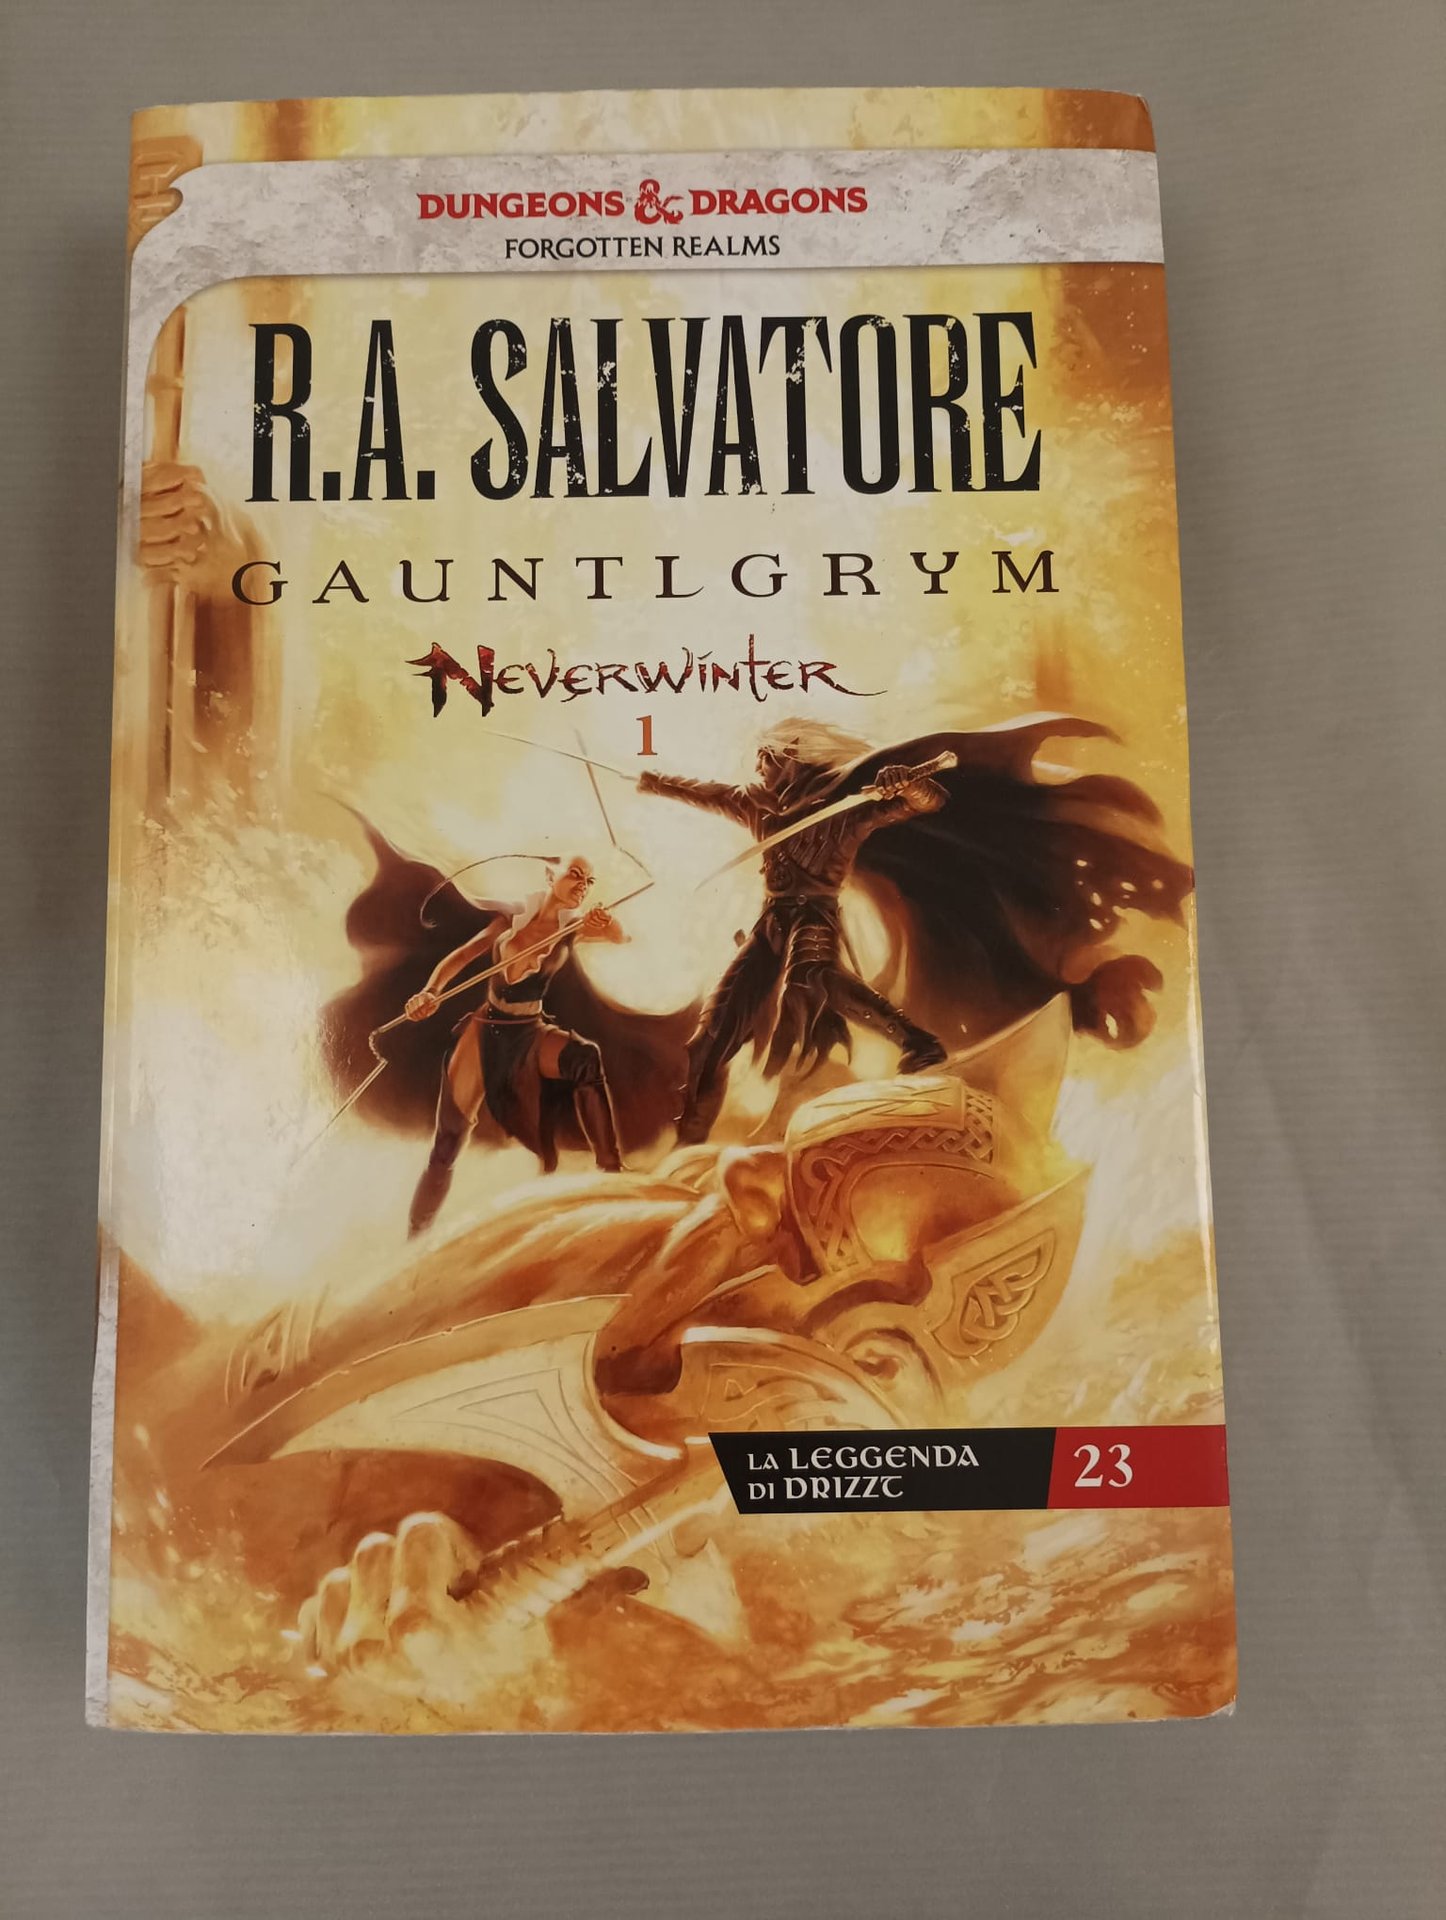 DUNGEONS & DRAGONS
FORGOTTEN REALMS
R.A. SALVATORE
GAUNTLGRYM
NEVERWINTER
1
LA LEGGENDA
DI DRIZZT
23